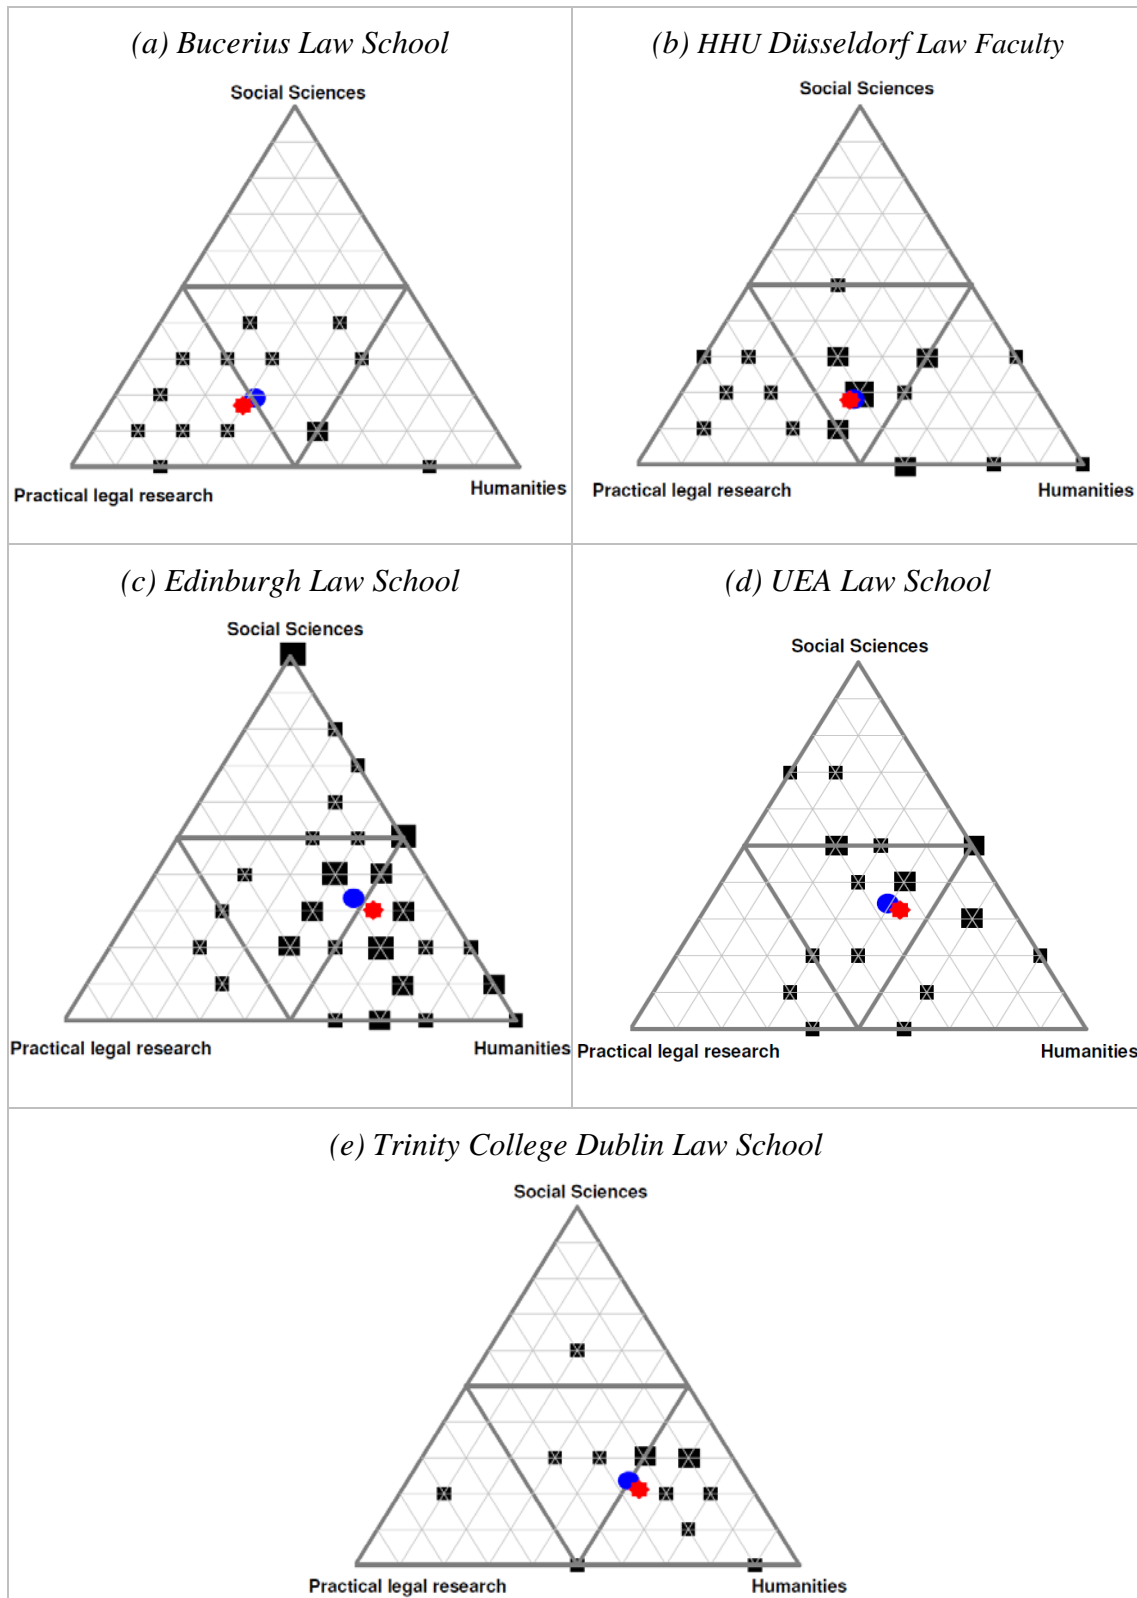 (a) Bucerius Law School
Social Sciences
Practical legal research
Humanities
(b) HHU Düsseldorf Law Faculty
Social Sciences
Practical legal research
Humanities
(c) Edinburgh Law School
Social Sciences
Practical legal research
Humanities
(d) UEA Law School
Social Sciences
Practical legal research
Humanities
(e) Trinity College Dublin Law School
Social Sciences
Practical legal research
Humanities